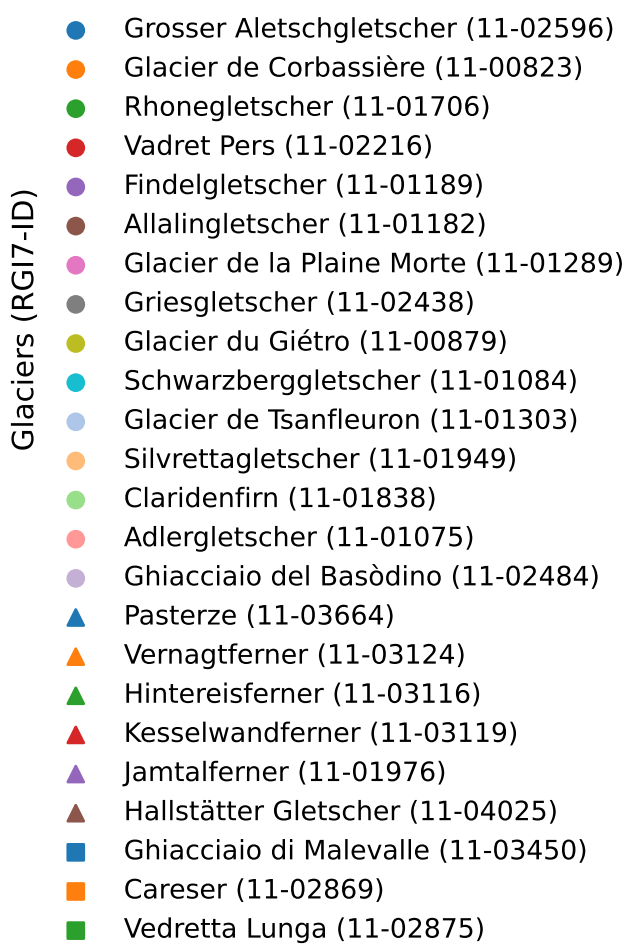 Glaciers (RGI7-ID)
Grosser Aletschgletscher (11-02596)
Glacier de Corbassière (11-00823)
Rhonegletscher (11-01706)
Vadret Pers (11-02216)
Findelgletscher (11-01189)
Allalingletscher (11-01182)
Glacier de la Plaine Morte (11-01289)
Griesgletscher (11-02438)
Glacier du Giétro (11-00879)
Schwarzberggletscher (11-01084)
Glacier de Tsanfleuron (11-01303)
Silvrettagletscher (11-01949)
Claridenfirn (11-01838)
Adlergletscher (11-01075)
Ghiacciaio del Basòdino (11-02484)
Pasterze (11-03664)
Vernagtferner (11-03124)
Hintereisferner (11-03116)
Kesselwandferner (11-03119)
Jamtalferner (11-01976)
Hallstätter Gletscher (11-04025)
Ghiacciaio di Malevalle (11-03450)
Careser (11-02869)
Vedretta Lunga (11-02875)